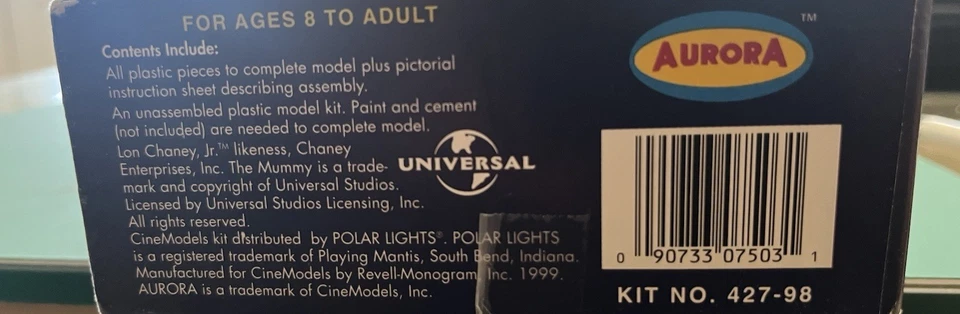 FOR AGES 8 TO ADULT
Contents Include:
All plastic pieces to complete model plus pictorial
instruction sheet describing assembly.
An unassembled plastic model kit. Paint and cement
(not included) are needed to complete model.
Lon Chaney, Jr.™ likeness, Chaney
Enterprises, Inc. The Mummy is a trade-
mark and copyright of Universal Studios.
Licensed by Universal Studios Licensing, Inc.
All rights reserved.
CineModels kit distributed by POLAR LIGHTS®. POLAR LIGHTS
is a registered trademark of Playing Mantis, South Bend, Indiana.
Manufactured for CineModels by Revell-Monogram, Inc. 1999.
AURORA is a trademark of CineModels, Inc.
UNIVERSAL
AURORA ™
0 90733 07503 1
KIT NO. 427-98